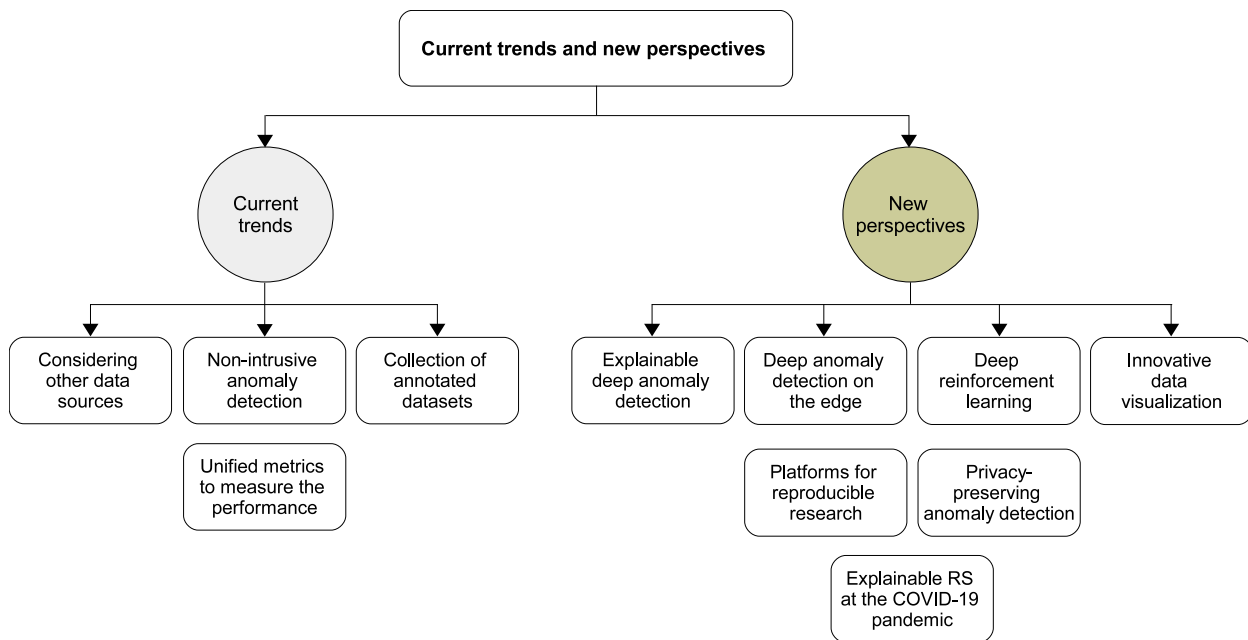 Current trends and new perspectives
Current
trends
New
perspectives
Considering
other data
sources
Non-intrusive
anomaly
detection
Collection of
annotated
datasets
Explainable
deep anomaly
detection
Deep anomaly
detection on
the edge
Deep
reinforcement
learning
Innovative
data
visualization
Unified metrics
to measure the
performance
Platforms for
reproducible
research
Privacy-
preserving
anomaly detection
Explainable RS
at the COVID-19
pandemic